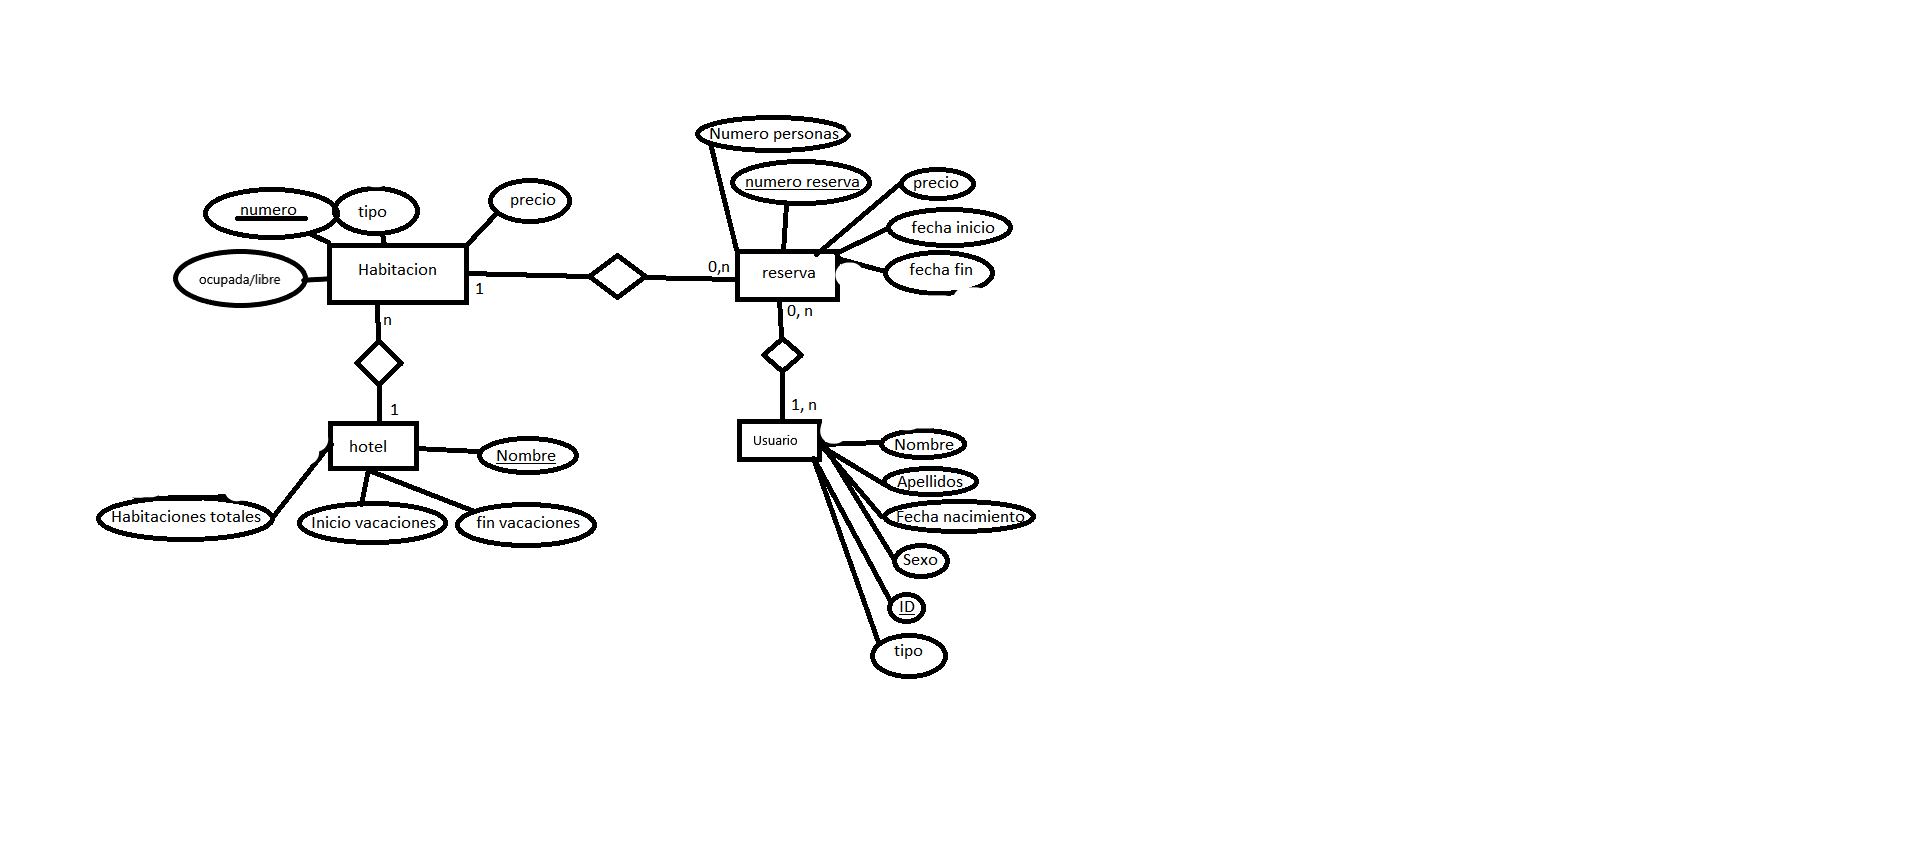 Numero personas
numero reserva
precio
fecha inicio
fecha fin
numero
tipo
precio
ocupada/libre
Habitacion
1
0,n
reserva
n
0, n
1
1, n
hotel
Nombre
Habitaciones totales
Inicio vacaciones
fin vacaciones
Usuario
Nombre
Apellidos
Fecha nacimiento
Sexo
ID
tipo